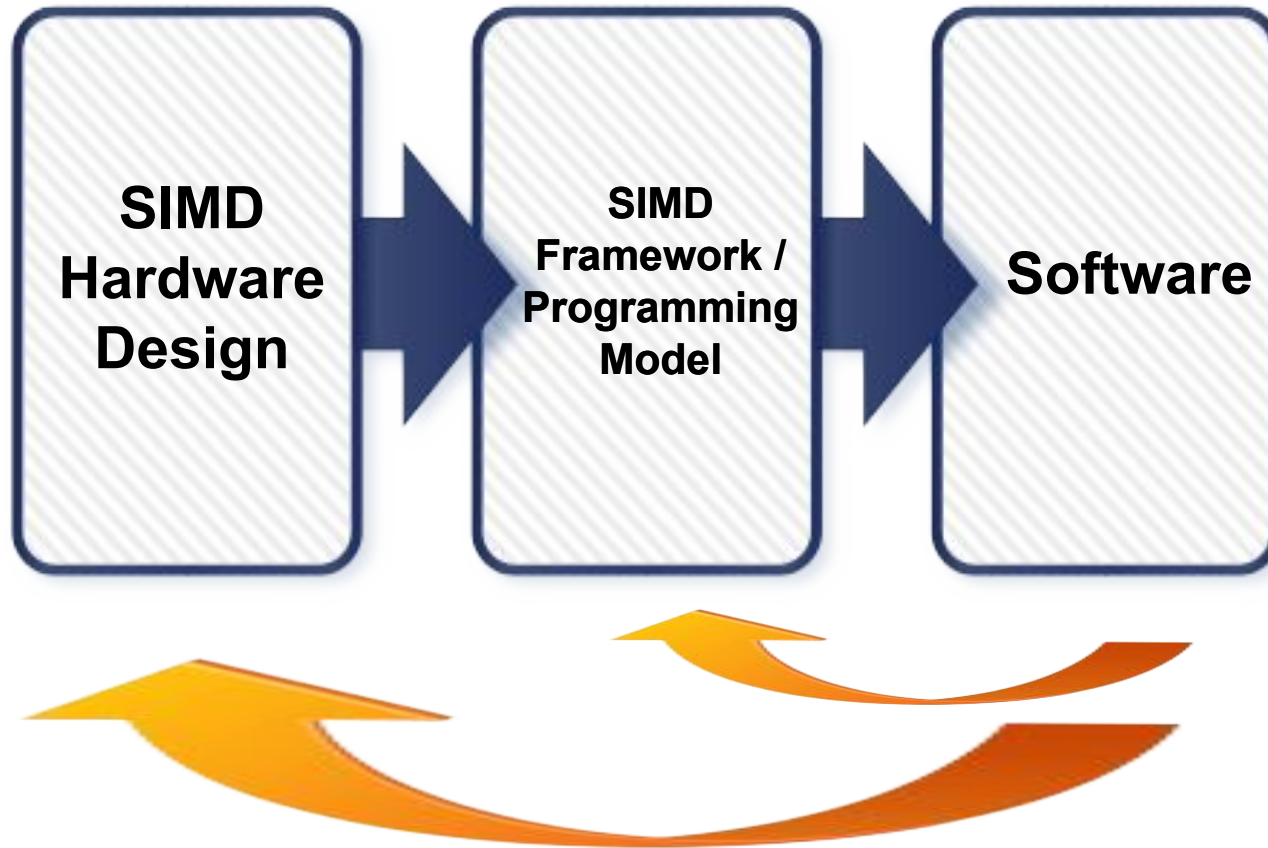 SIMD
Hardware
Design
SIMD
Framework /
Programming
Model
Software